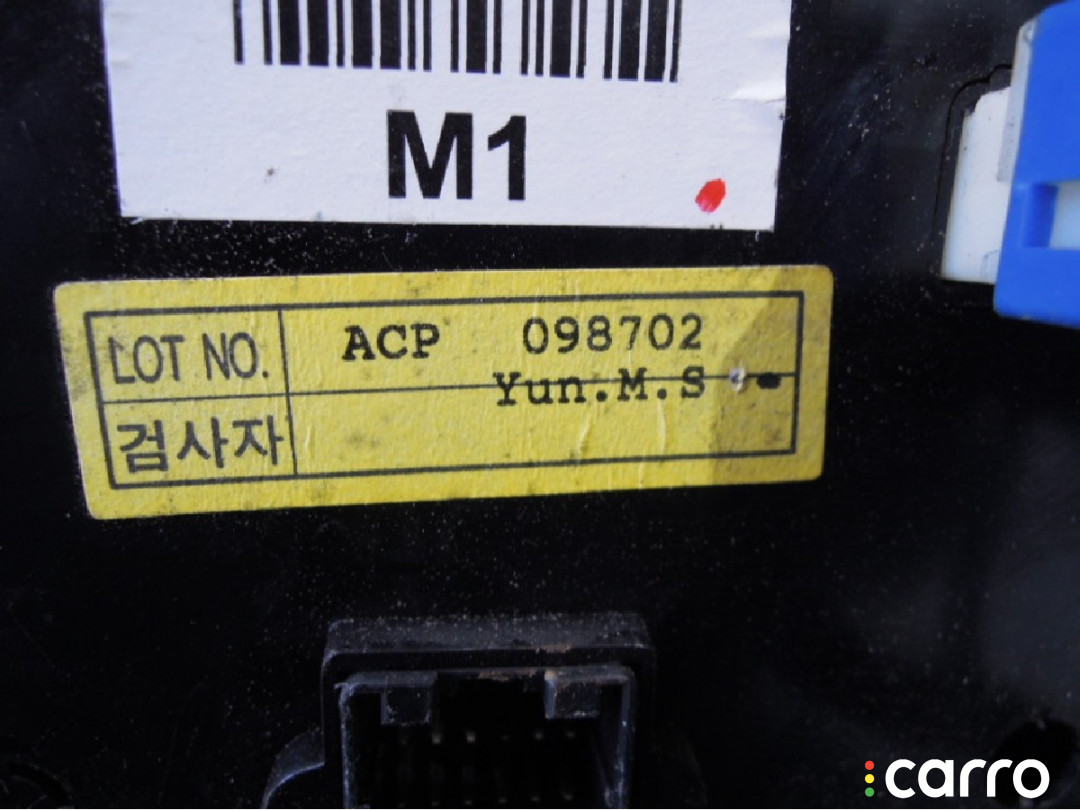 M1
LOT NO. ACP 098702
Yun.M.S
검사자
carro